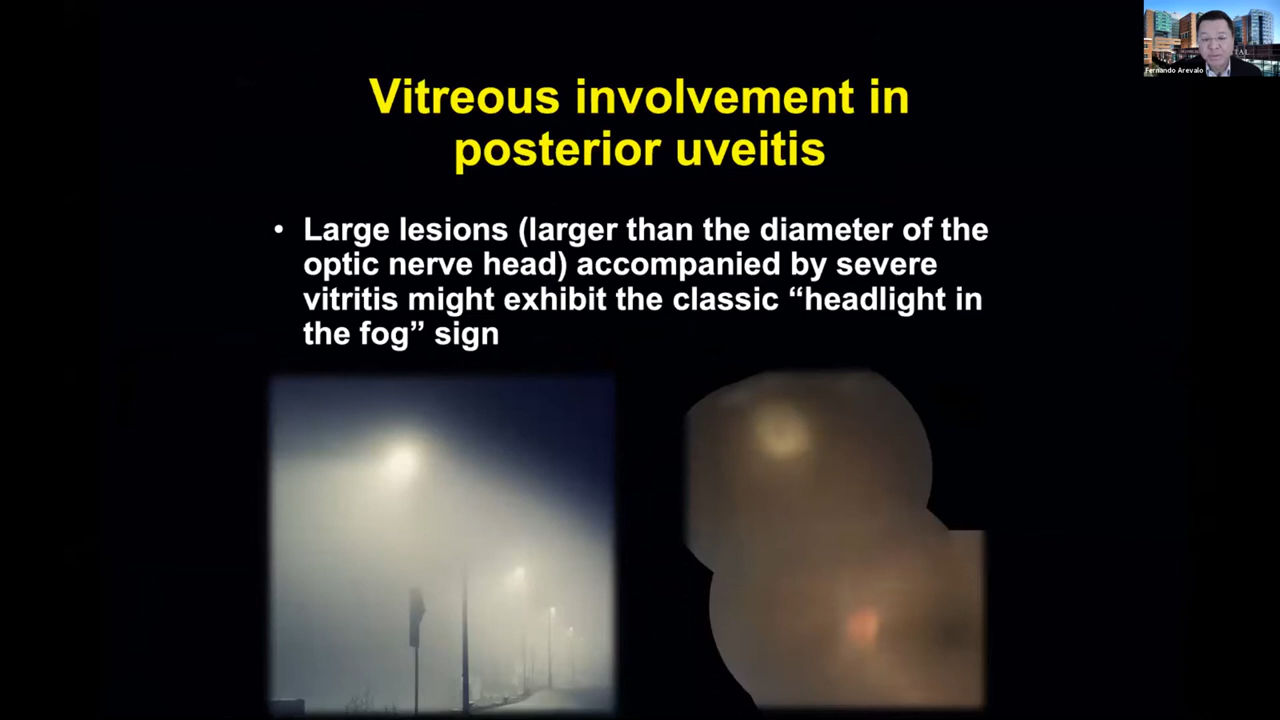 Vitreous involvement in
posterior uveitis
• Large lesions (larger than the diameter of the
optic nerve head) accompanied by severe
vitritis might exhibit the classic “headlight in
the fog” sign
Fernando Arevalo